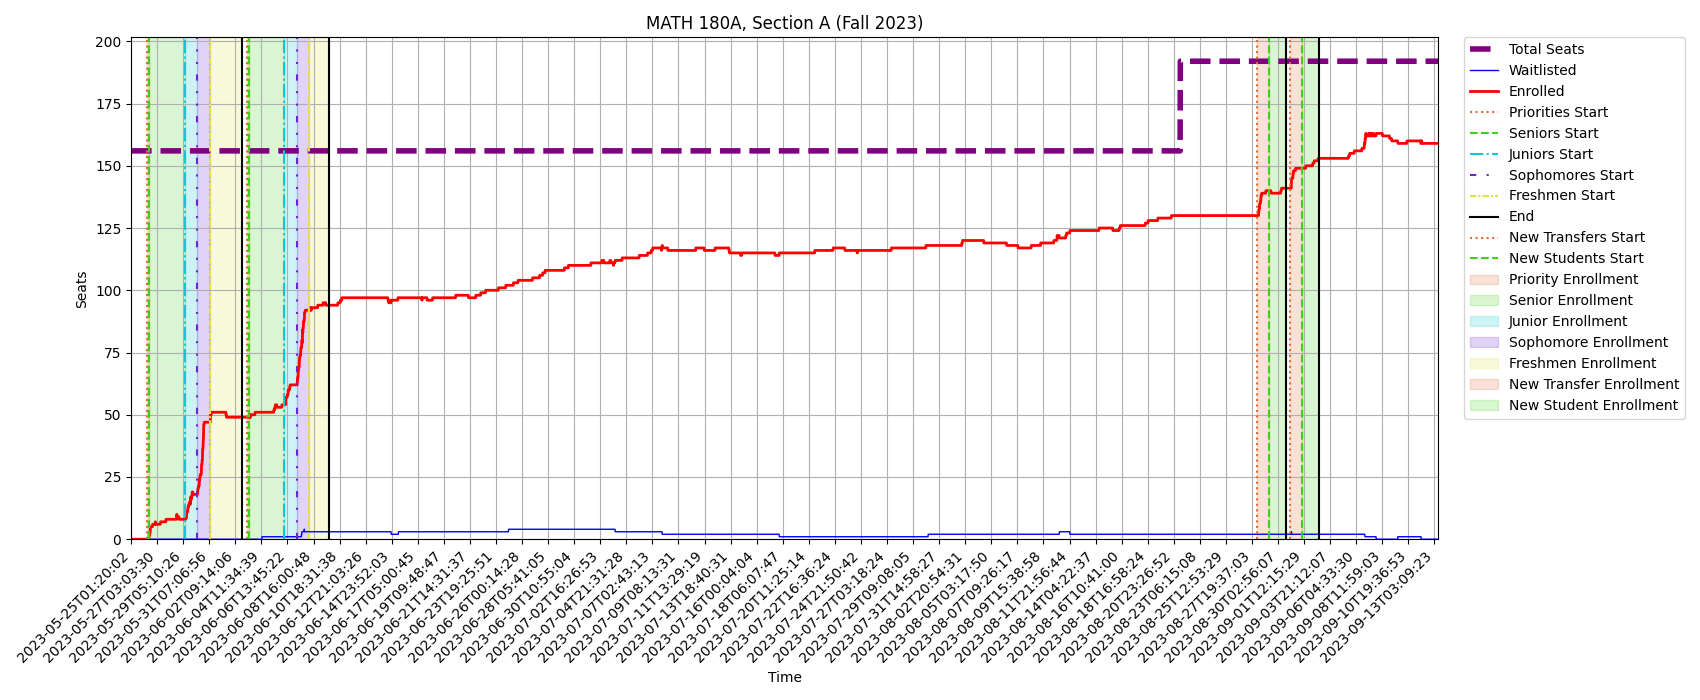 MATH 180A, Section A (Fall 2023)
Seats
200
175
150
125
100
75
50
25
0
2023-05-25T01:20:02
2023-05-27T03:03:30
2023-05-29T05:10:26
2023-05-31T07:06:56
2023-06-02T09:14:06
2023-06-04T11:34:39
2023-06-06T13:45:22
2023-06-08T16:00:48
2023-06-10T18:31:38
2023-06-12T21:03:26
2023-06-14T23:52:03
2023-06-17T05:00:45
2023-06-19T09:48:47
2023-06-21T14:31:37
2023-06-23T19:25:51
2023-06-26T00:14:28
2023-06-28T05:41:05
2023-06-30T10:55:04
2023-07-02T16:26:53
2023-07-04T21:31:28
2023-07-07T02:43:13
2023-07-09T08:13:31
2023-07-11T13:29:19
2023-07-13T18:40:31
2023-07-16T00:04:04
2023-07-18T06:07:47
2023-07-20T11:25:14
2023-07-22T16:36:24
2023-07-24T21:50:42
2023-07-27T03:18:24
2023-07-29T09:08:05
2023-07-31T14:58:27
2023-08-02T20:54:31
2023-08-05T03:17:50
2023-08-07T09:26:17
2023-08-09T15:38:58
2023-08-11T21:56:44
2023-08-14T04:22:37
2023-08-16T10:41:00
2023-08-18T16:58:24
2023-08-20T23:26:52
2023-08-23T06:15:08
2023-08-25T12:53:29
2023-08-27T19:37:03
2023-08-30T02:56:07
2023-09-01T12:15:29
2023-09-03T21:12:07
2023-09-06T04:33:30
2023-09-08T11:59:03
2023-09-10T19:36:53
2023-09-13T03:09:23
Time
Total Seats
Waitlisted
Enrolled
Priorities Start
Seniors Start
Juniors Start
Sophomores Start
Freshmen Start
End
New Transfers Start
New Students Start
Priority Enrollment
Senior Enrollment
Junior Enrollment
Sophomore Enrollment
Freshmen Enrollment
New Transfer Enrollment
New Student Enrollment